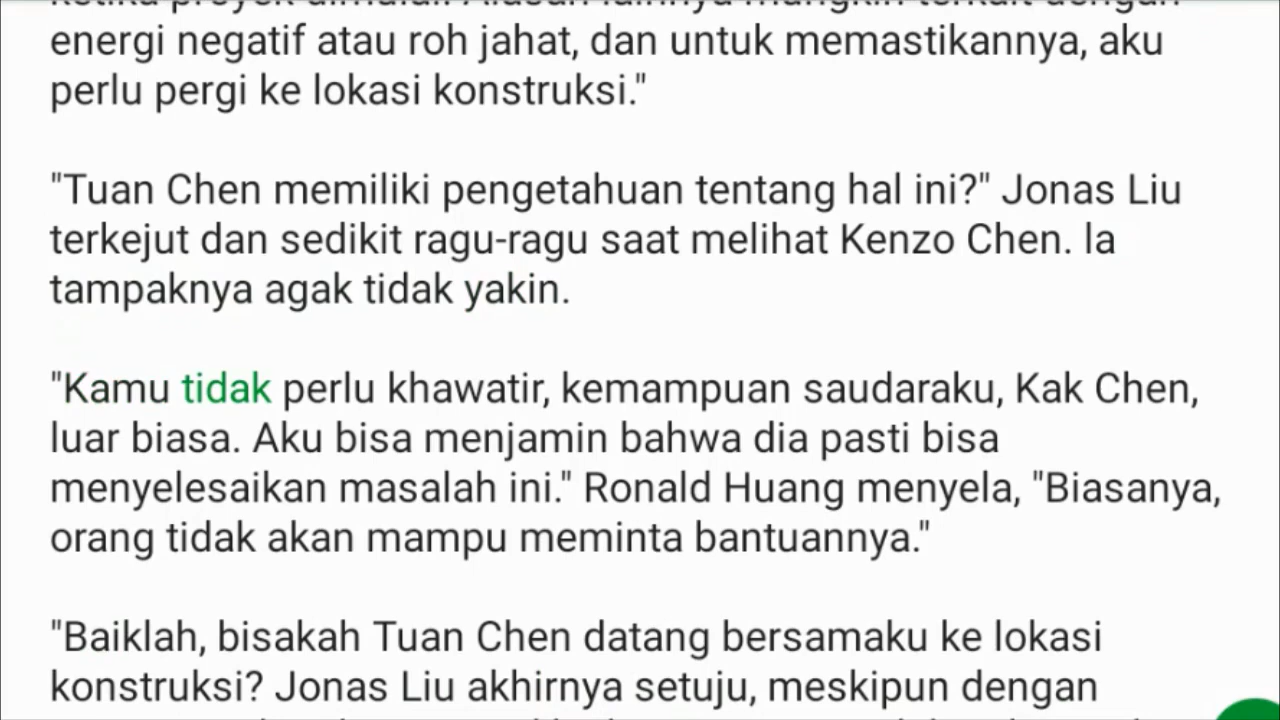 energi negatif atau roh jahat, dan untuk memastikannya, aku
perlu pergi ke lokasi konstruksi."
"Tuan Chen memiliki pengetahuan tentang hal ini?" Jonas Liu
terkejut dan sedikit ragu-ragu saat melihat Kenzo Chen. la
tampaknya agak tidak yakin.
"Kamu tidak perlu khawatir, kemampuan saudaraku, Kak Chen,
luar biasa. Aku bisa menjamin bahwa dia pasti bisa
menyelesaikan masalah ini." Ronald Huang menyela, "Biasanya,
orang tidak akan mampu meminta bantuannya."
"Baiklah, bisakah Tuan Chen datang bersamaku ke lokasi
konstruksi? Jonas Liu akhirnya setuju, meskipun dengan